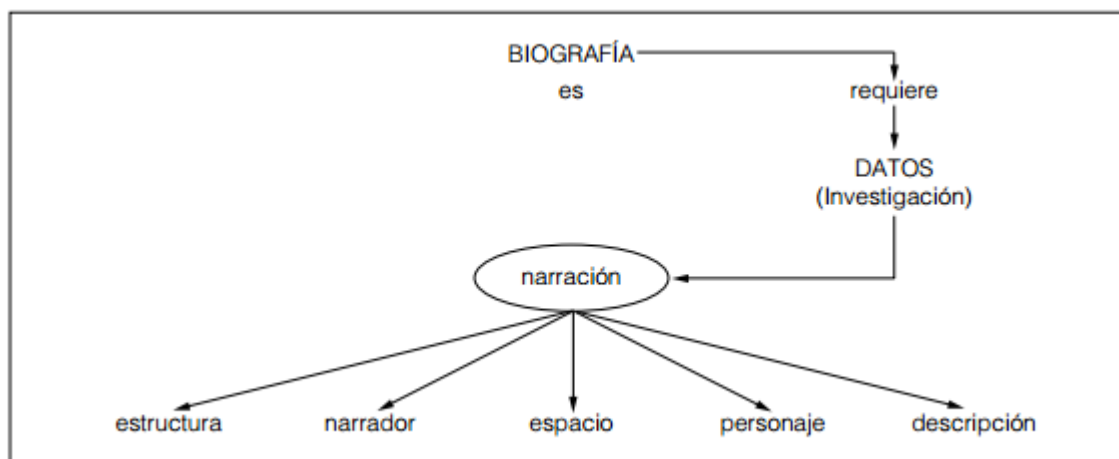 BIOGRAFÍA
es
requiere
DATOS
(Investigación)
narración
estructura
narrador
espacio
personaje
descripción